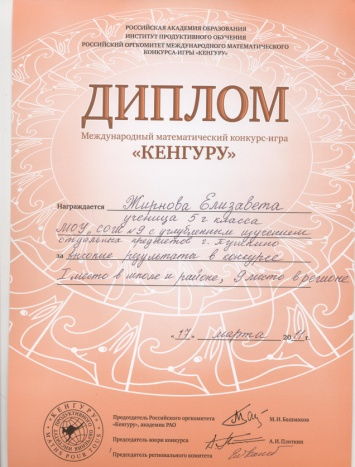 РОССИЙСКАЯ АКАДЕМИЯ ОБРАЗОВАНИЯ
ИНСТИТУТ ПРОДУКТИВНОГО ОБУЧЕНИЯ
РОССИЙСКИЙ ОРГКОМИТЕТ МЕЖДУНАРОДНОГО МАТЕМАТИЧЕСКОГО
КОНКУРСА-ИГРЫ «КЕНГУРУ»
ДИПЛОМ
Международный математический конкурс-игра
«КЕНГУРУ»
Награждается Жирнова Елизавета
ученица 5 г класса
МОУ СОШ №9 с углубленным изучением
отдельных предметов г. Пушкино
за высокие результаты в конкурсе
I место в школе и районе, 9 место в регионе
«17» марта 2011 г.
Председатель Российского оргкомитета
«Кенгуру», академик РАО
М.И. Башмаков
Председатель жюри конкурса
А.И. Плоткин
Председатель регионального комитета
«КЕНГУРУ»